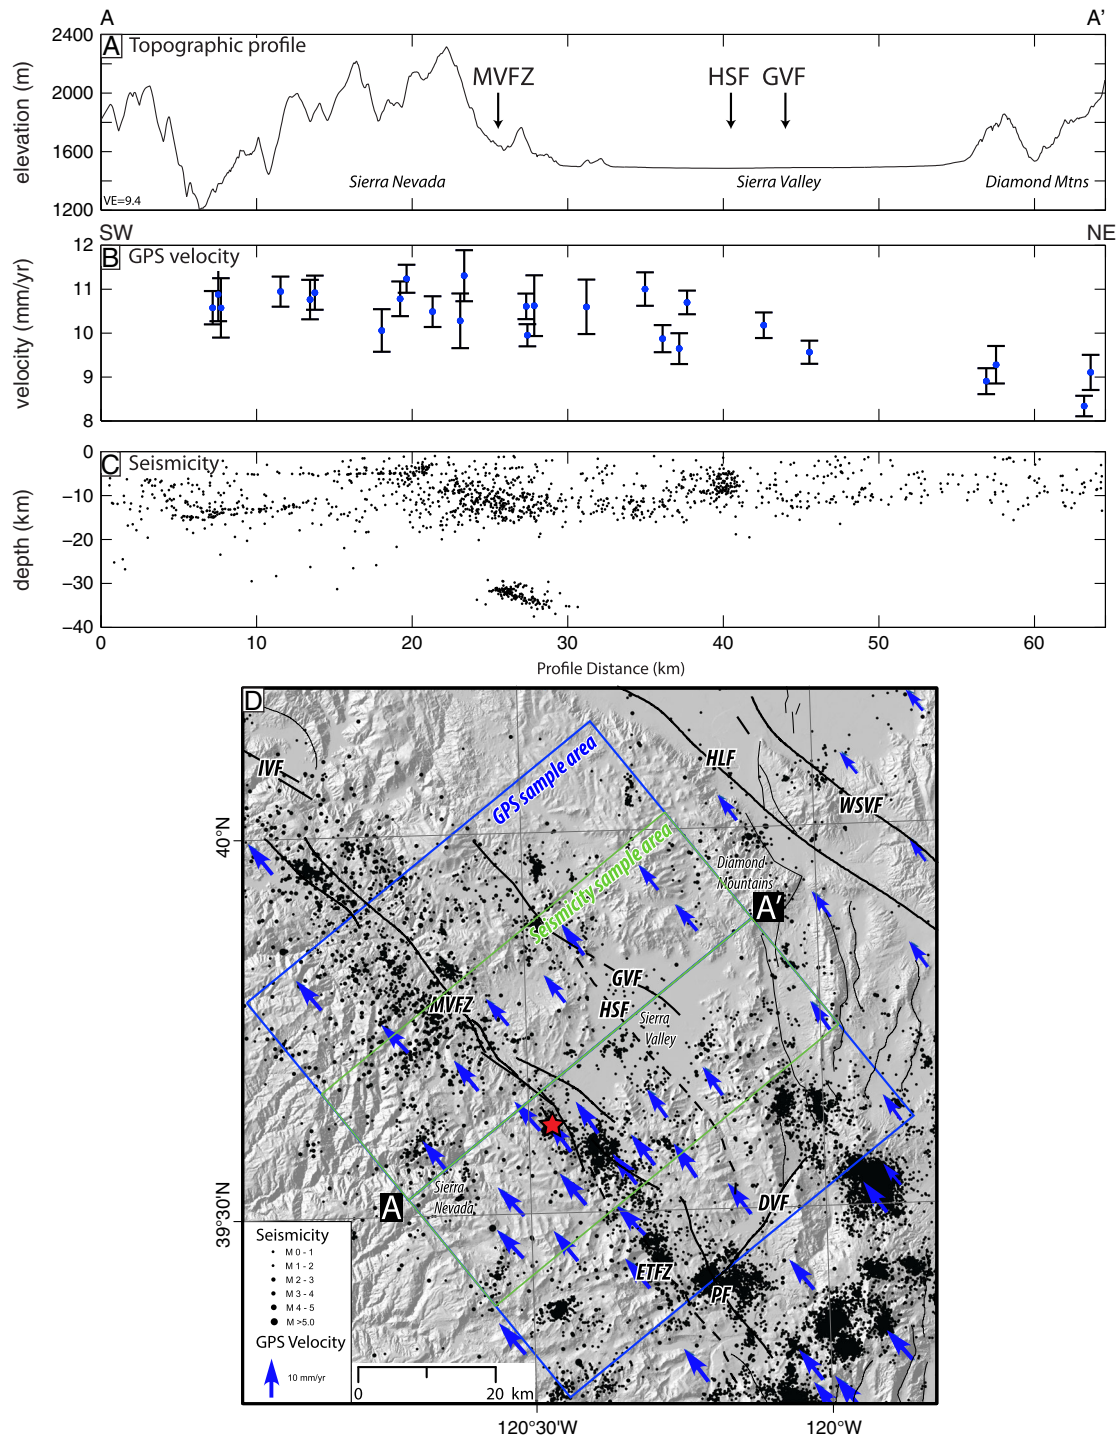 A A'
A Topographic profile
2400
2000
1600
1200
elevation (m)
MVFZ HSF GVF
Sierra Nevada Sierra Valley Diamond Mtns
VE=9.4
SW NE
B GPS velocity
12
11
10
9
8
velocity (mm/yr)
C Seismicity
0
−10
−20
−30
−40
depth (km)
0 10 20 30 40 50 60
Profile Distance (km)
D
IVF
GPS sample area
HLF
WSVF
40°N
Seismicity sample area
Diamond
Mountains
A'
GVF
MVFZ
HSF
Sierra
Valley
Sierra
Nevada
A
DVF
39°30'N
ETFZ
PF
Seismicity
M 0 - 1
M 1 - 2
M 2 - 3
M 3 - 4
M 4 - 5
M >5.0
GPS Velocity
10 mm/yr
0 20 km
120°30'W 120°W